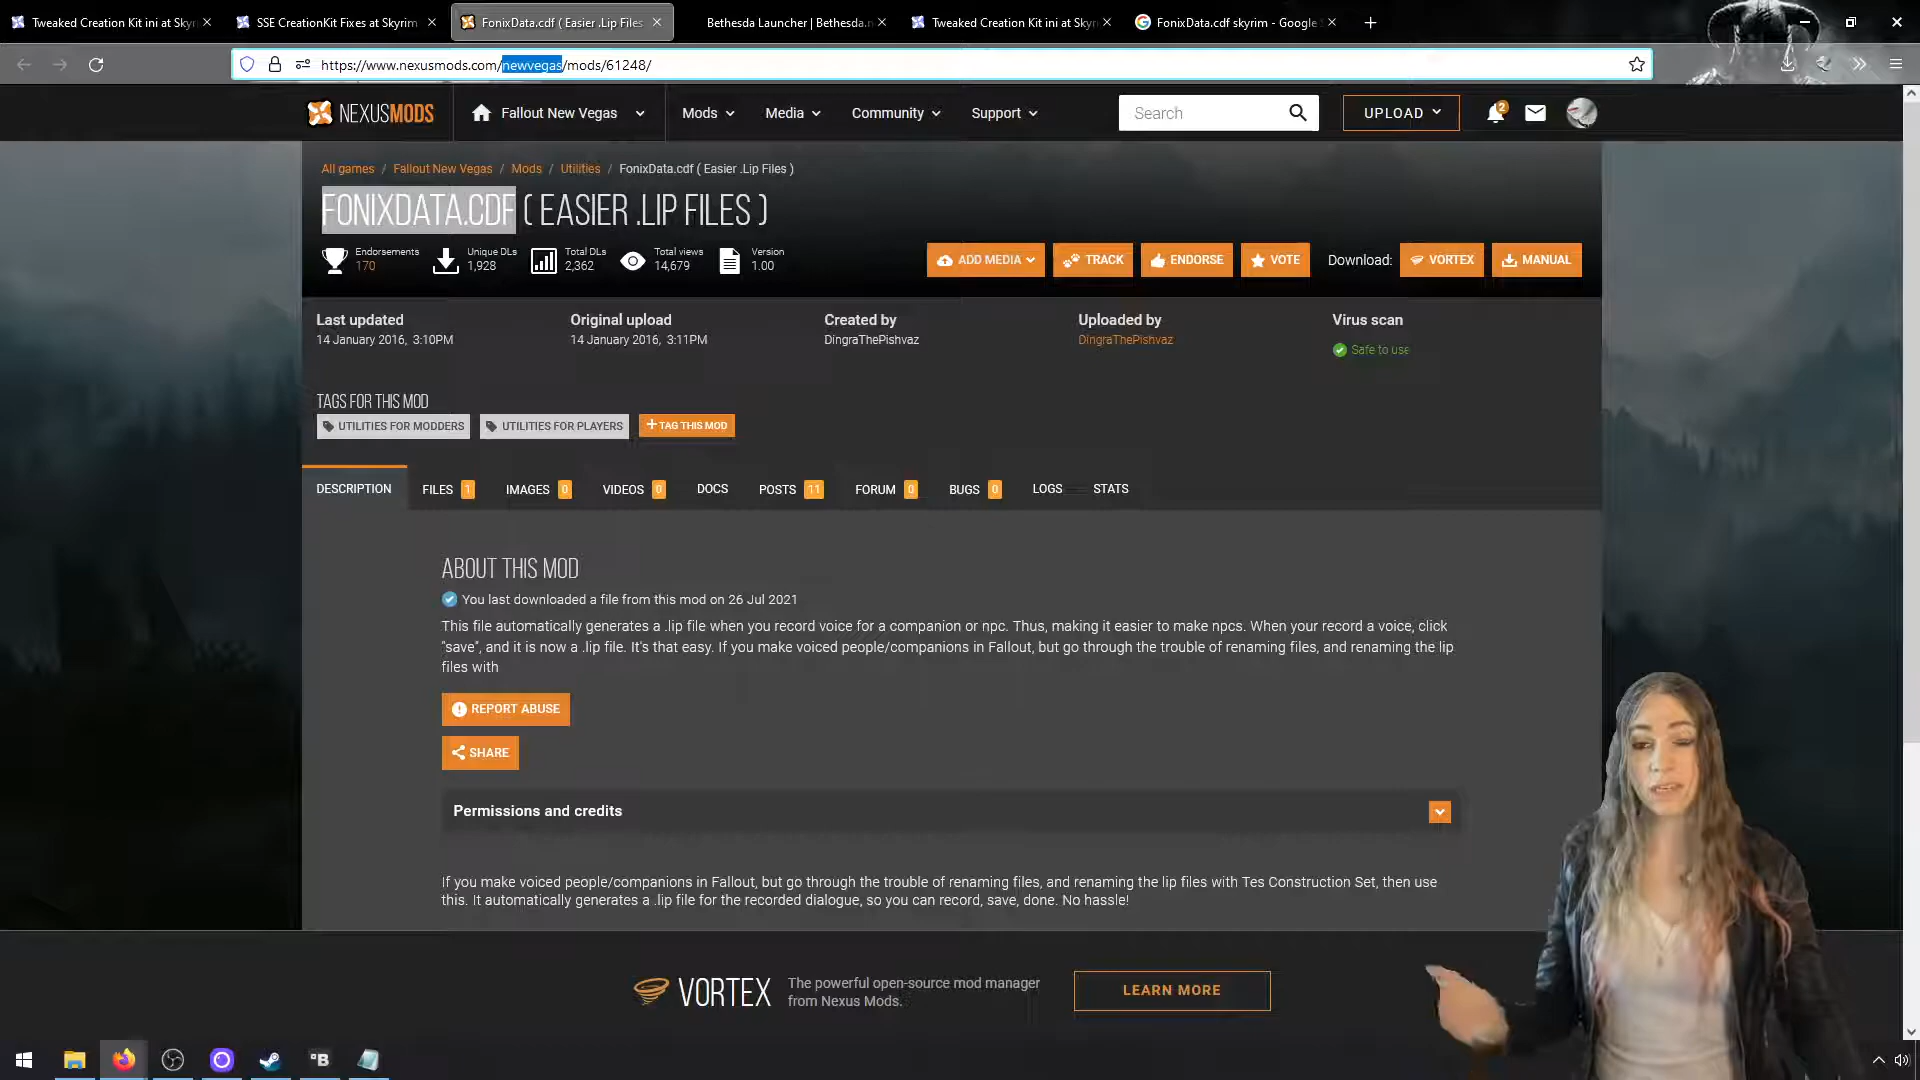 Tweaked Creation Kit ini at Skyri
SSE CreationKit Fixes at Skyrim
FonixData.cdf ( Easier .Lip Files
Bethesda Launcher | Bethesda.n
Tweaked Creation Kit ini at Skyri
FonixData.cdf skyrim - Google S
https://www.nexusmods.com/newvegas/mods/61248/
NEXUSMODS
Fallout New Vegas
Mods
Media
Community
Support
Search
UPLOAD
2
All games / Fallout New Vegas / Mods / Utilities / FonixData.cdf ( Easier .Lip Files )
FONIXDATA.CDF ( EASIER .LIP FILES )
Endorsements
170
Unique DLs
1,928
Total DLs
2,362
Total views
14,679
Version
1.00
ADD MEDIA
TRACK
ENDORSE
VOTE
Download:
VORTEX
MANUAL
Last updated
14 January 2016, 3:10PM
Original upload
14 January 2016, 3:11PM
Created by
DingraThePishvaz
Uploaded by
DingraThePishvaz
Virus scan
Safe to use
TAGS FOR THIS MOD
UTILITIES FOR MODDERS
UTILITIES FOR PLAYERS
+ TAG THIS MOD
DESCRIPTION
FILES 1
IMAGES 0
VIDEOS 0
DOCS
POSTS 11
FORUM 0
BUGS 0
LOGS
STATS
ABOUT THIS MOD
You last downloaded a file from this mod on 26 Jul 2021
This file automatically generates a .lip file when you record voice for a companion or npc. Thus, making it easier to make npcs. When your record a voice, click
"save", and it is now a .lip file. It's that easy. If you make voiced people/companions in Fallout, but go through the trouble of renaming files, and renaming the lip
files with
REPORT ABUSE
SHARE
Permissions and credits
If you make voiced people/companions in Fallout, but go through the trouble of renaming files, and renaming the lip files with Tes Construction Set, then use
this. It automatically generates a .lip file for the recorded dialogue, so you can record, save, done. No hassle!
VORTEX
The powerful open-source mod manager
from Nexus Mods.
LEARN MORE
°B